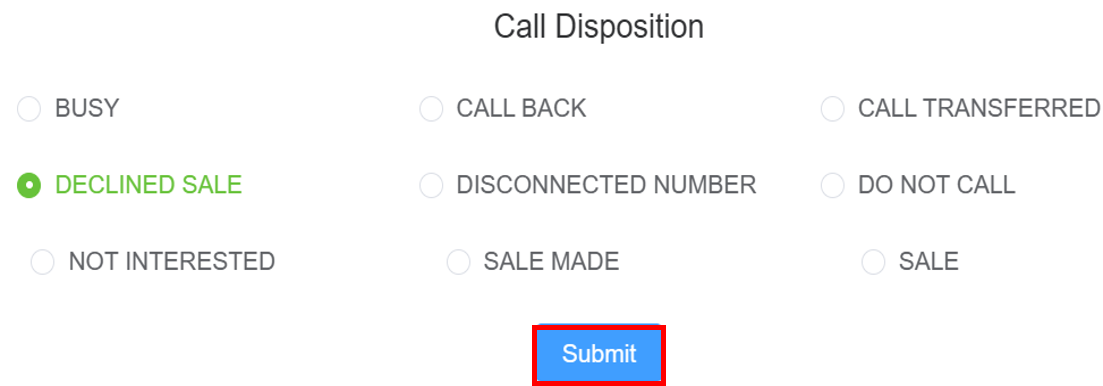 Call Disposition
BUSY CALL BACK CALL TRANSFERRED
DECLINED SALE DISCONNECTED NUMBER DO NOT CALL
NOT INTERESTED SALE MADE SALE
Submit